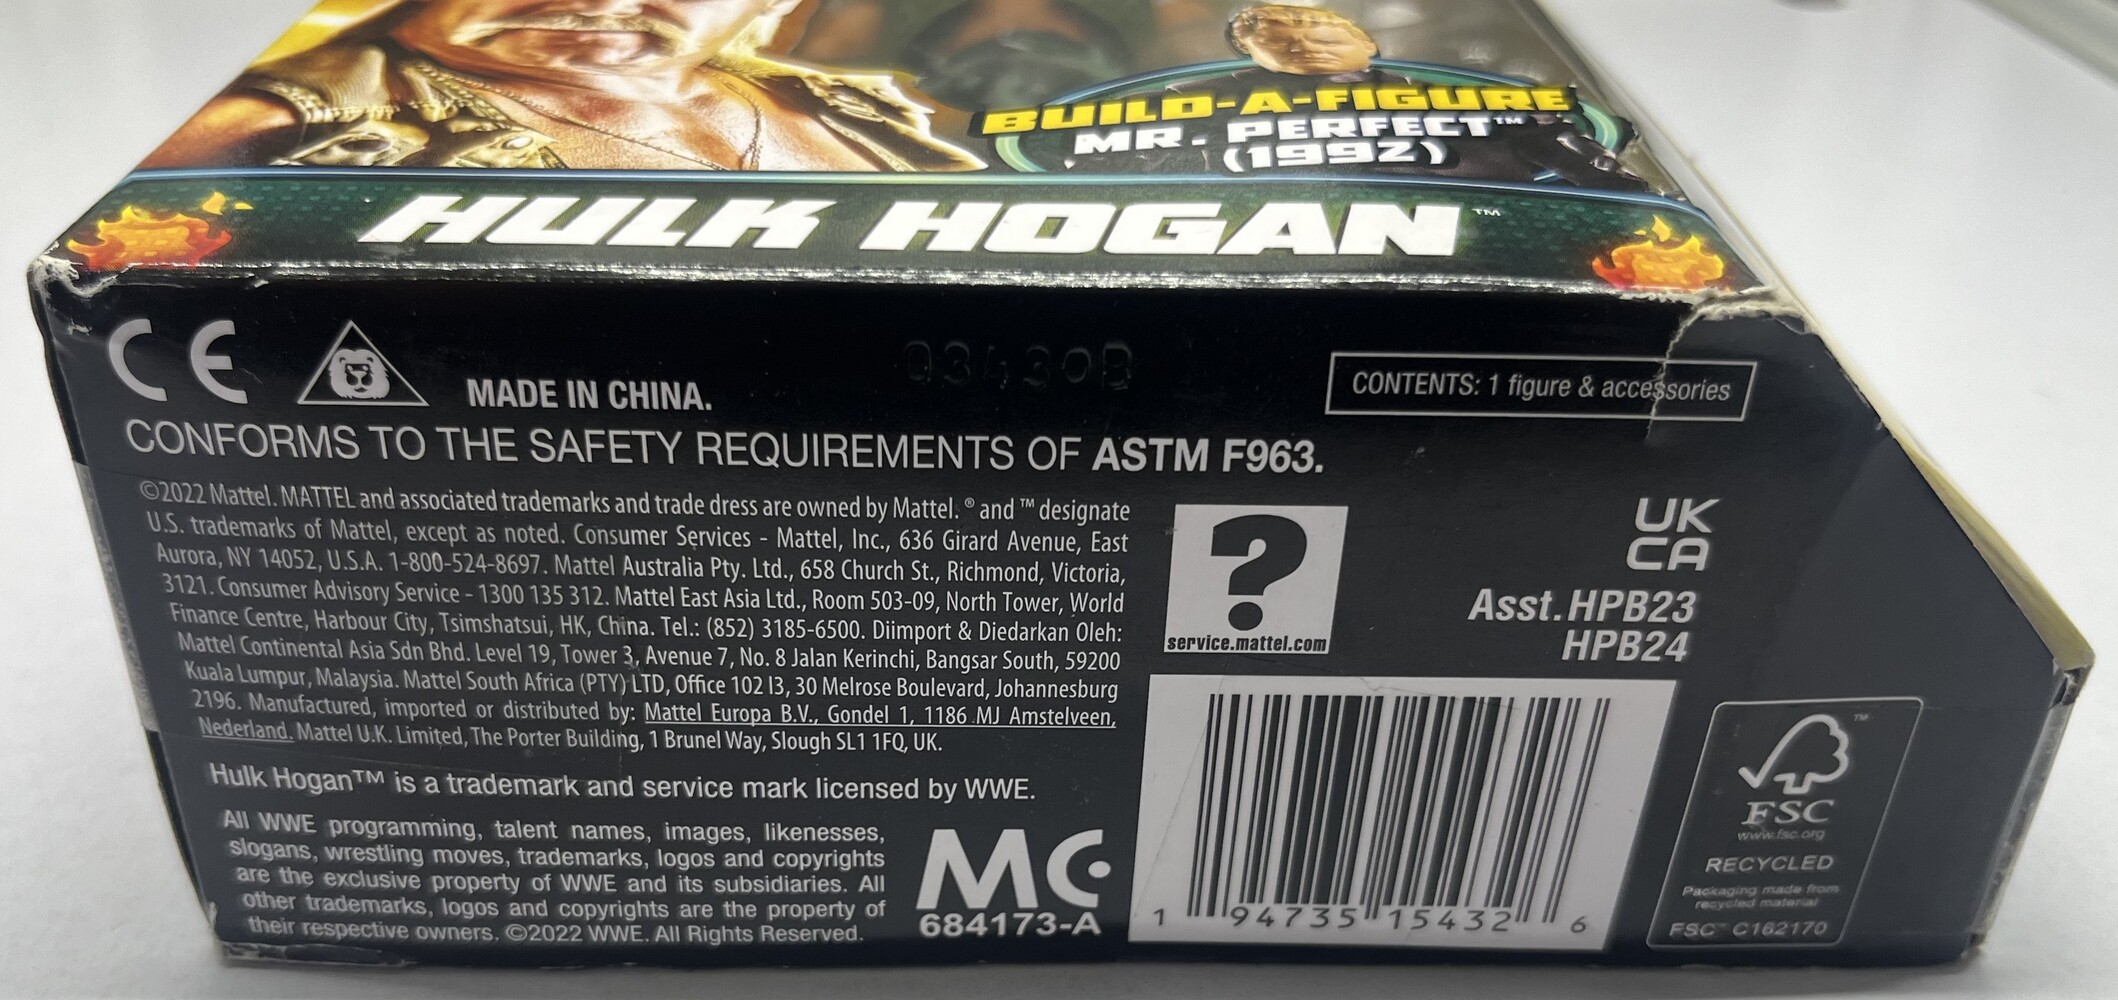 BUILD-A-FIGURE
MR. PERFECT™
(1992)
HULK HOGAN™
CE
MADE IN CHINA.
CONTENTS: 1 figure & accessories
CONFORMS TO THE SAFETY REQUIREMENTS OF ASTM F963.
©2022 Mattel. MATTEL and associated trademarks and trade dress are owned by Mattel. ® and ™ designate
U.S. trademarks of Mattel, except as noted. Consumer Services - Mattel, Inc., 636 Girard Avenue, East
Aurora, NY 14052, U.S.A. 1-800-524-8697. Mattel Australia Pty. Ltd., 658 Church St., Richmond, Victoria,
3121. Consumer Advisory Service - 1300 135 312. Mattel East Asia Ltd., Room 503-09, North Tower, World
Finance Centre, Harbour City, Tsimshatsui, HK, China. Tel.: (852) 3185-6500. Diimport & Diedarkan Oleh:
Mattel Continental Asia Sdn Bhd. Level 19, Tower 3, Avenue 7, No. 8 Jalan Kerinchi, Bangsar South, 59200
Kuala Lumpur, Malaysia. Mattel South Africa (PTY) LTD, Office 102 I3, 30 Melrose Boulevard, Johannesburg
2196. Manufactured, imported or distributed by: Mattel Europa B.V., Gondel 1, 1186 MJ Amstelveen,
Nederland. Mattel U.K. Limited, The Porter Building, 1 Brunel Way, Slough SL1 1FQ, UK.
Hulk Hogan™ is a trademark and service mark licensed by WWE.
All WWE programming, talent names, images, likenesses,
slogans, wrestling moves, trademarks, logos and copyrights
are the exclusive property of WWE and its subsidiaries. All
other trademarks, logos and copyrights are the property of
their respective owners. ©2022 WWE. All Rights Reserved.
MC
684173-A
?
service.mattel.com
UK
CA
Asst.HPB23
HPB24
1 94735 15432 6
™
FSC
www.fsc.org
RECYCLED
Packaging made from
recycled material
FSC™ C162170